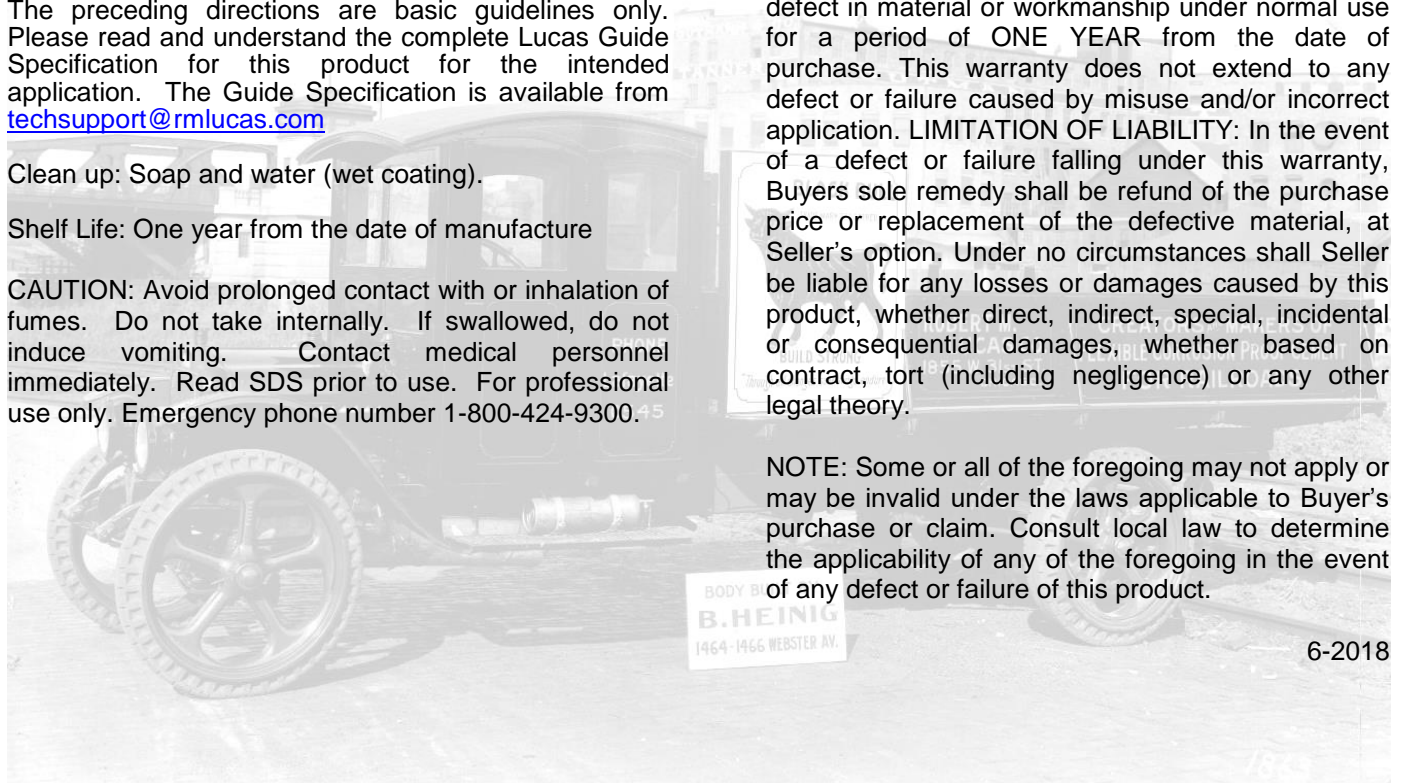 The preceding directions are basic guidelines only.
Please read and understand the complete Lucas Guide
Specification for this product for the intended
application. The Guide Specification is available from
techsupport@rmlucas.com
Clean up: Soap and water (wet coating).
Shelf Life: One year from the date of manufacture
CAUTION: Avoid prolonged contact with or inhalation of
fumes. Do not take internally. If swallowed, do not
induce vomiting. Contact medical personnel
immediately. Read SDS prior to use. For professional
use only. Emergency phone number 1-800-424-9300.
defect in material or workmanship under normal use
for a period of ONE YEAR from the date of
purchase. This warranty does not extend to any
defect or failure caused by misuse and/or incorrect
application. LIMITATION OF LIABILITY: In the event
of a defect or failure falling under this warranty,
Buyers sole remedy shall be refund of the purchase
price or replacement of the defective material, at
Seller's option. Under no circumstances shall Seller
be liable for any losses or damages caused by this
product, whether direct, indirect, special, incidental
or consequential damages, whether based on
contract, tort (including negligence) or any other
legal theory.
NOTE: Some or all of the foregoing may not apply or
may be invalid under the laws applicable to Buyer's
purchase or claim. Consult local law to determine
the applicability of any of the foregoing in the event
of any defect or failure of this product.
6-2018
PHONE
45
BUILD STRONG
ROBERT M.
CREATORS MAKERS OF
BODY
B.HEINIG
1464-1466 WEBSTER AV.